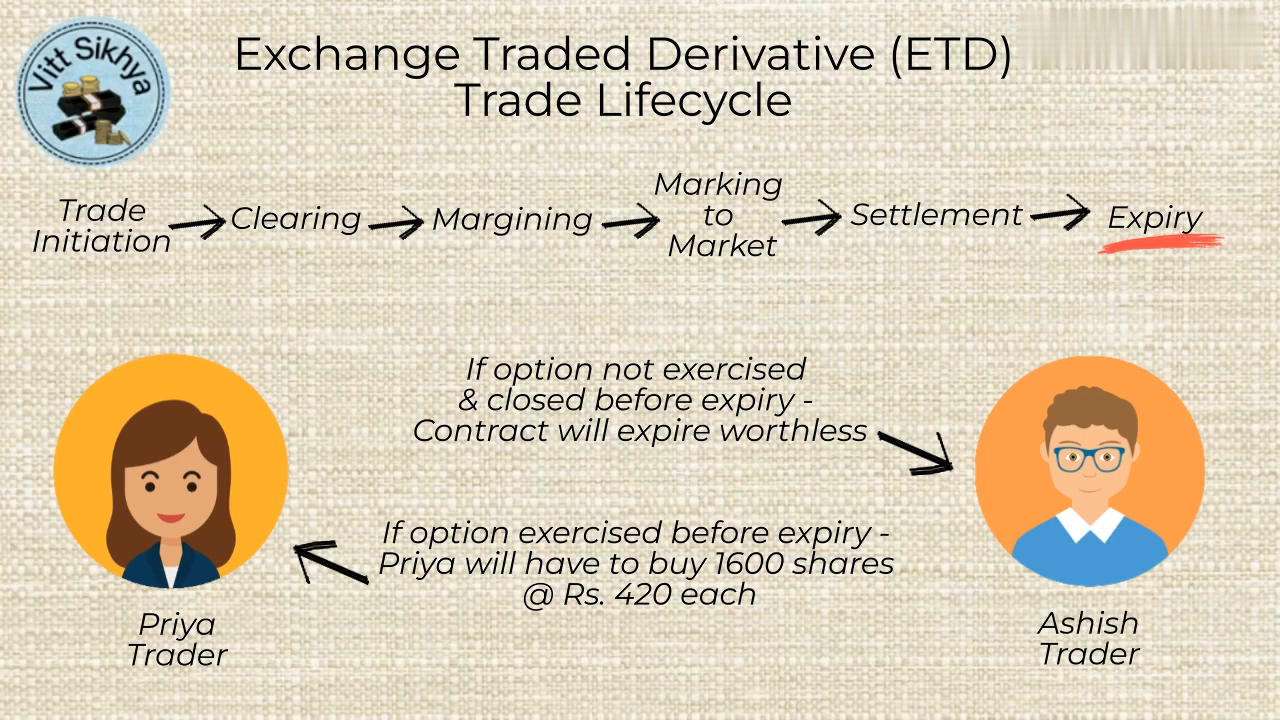 Vitt Sikhya
Exchange Traded Derivative (ETD)
Trade Lifecycle
Trade
Initiation
Clearing
Margining
Marking
to
Market
Settlement
Expiry
If option not exercised
& closed before expiry -
Contract will expire worthless
If option exercised before expiry -
Priya will have to buy 1600 shares
@ Rs. 420 each
Priya
Trader
Ashish
Trader